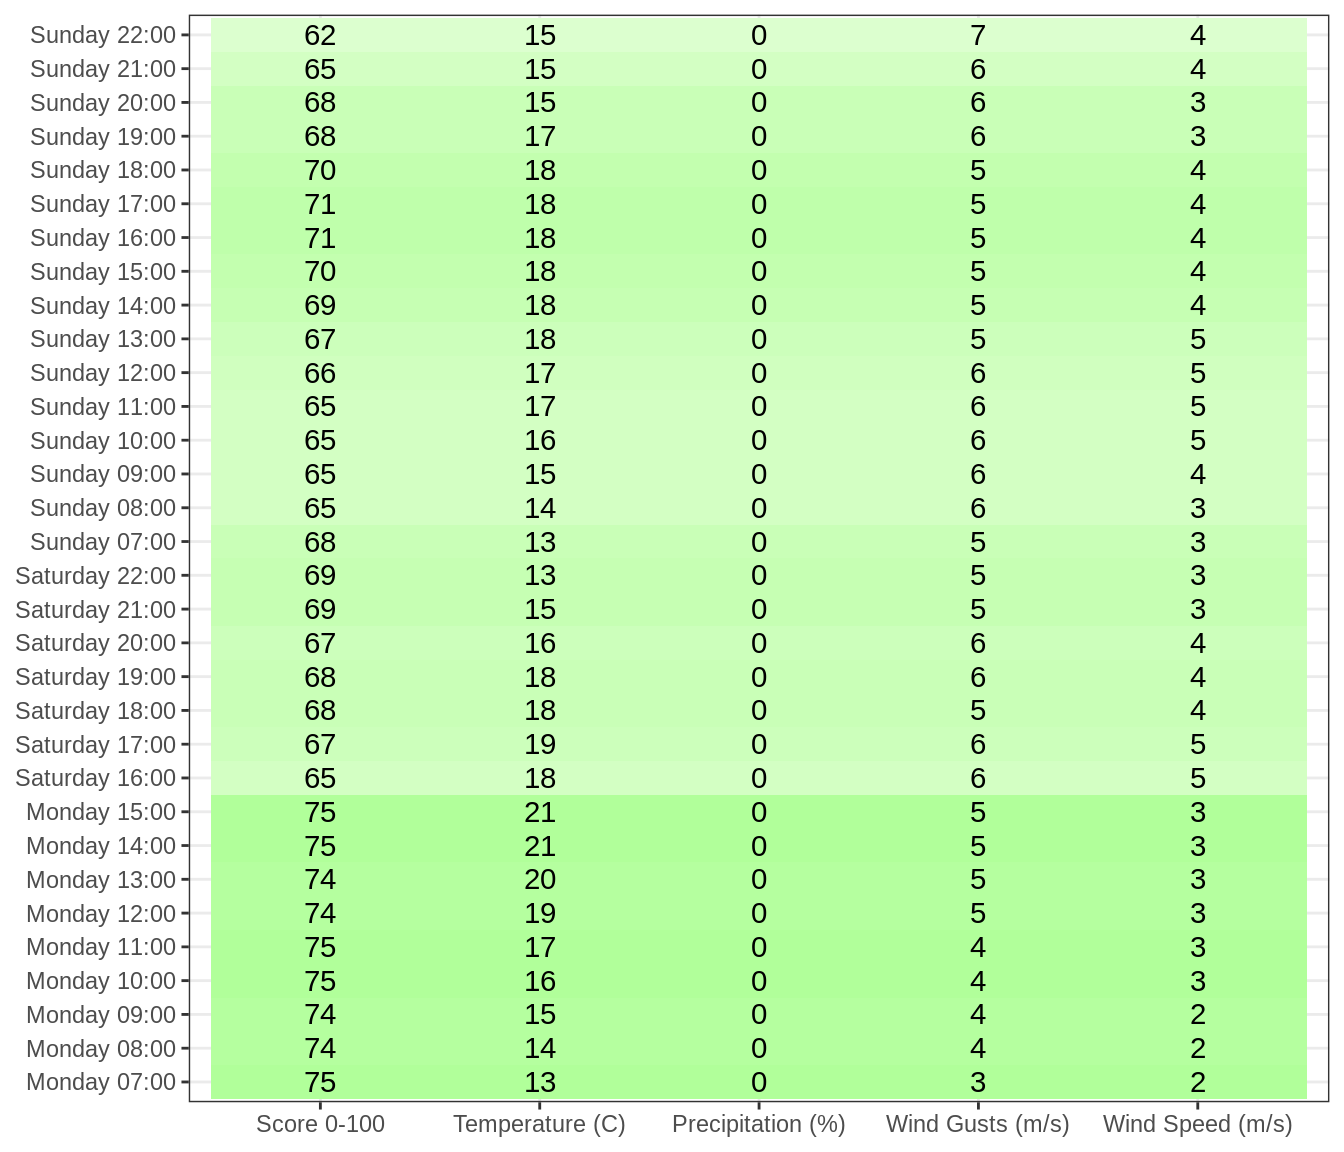 Sunday 22:00 62 15 0 7 4
Sunday 21:00 65 15 0 6 4
Sunday 20:00 68 15 0 6 3
Sunday 19:00 68 17 0 6 3
Sunday 18:00 70 18 0 5 4
Sunday 17:00 71 18 0 5 4
Sunday 16:00 71 18 0 5 4
Sunday 15:00 70 18 0 5 4
Sunday 14:00 69 18 0 5 4
Sunday 13:00 67 18 0 5 5
Sunday 12:00 66 17 0 6 5
Sunday 11:00 65 17 0 6 5
Sunday 10:00 65 16 0 6 5
Sunday 09:00 65 15 0 6 4
Sunday 08:00 65 14 0 6 3
Sunday 07:00 68 13 0 5 3
Saturday 22:00 69 13 0 5 3
Saturday 21:00 69 15 0 5 3
Saturday 20:00 67 16 0 6 4
Saturday 19:00 68 18 0 6 4
Saturday 18:00 68 18 0 5 4
Saturday 17:00 67 19 0 6 5
Saturday 16:00 65 18 0 6 5
Monday 15:00 75 21 0 5 3
Monday 14:00 75 21 0 5 3
Monday 13:00 74 20 0 5 3
Monday 12:00 74 19 0 5 3
Monday 11:00 75 17 0 4 3
Monday 10:00 75 16 0 4 3
Monday 09:00 74 15 0 4 2
Monday 08:00 74 14 0 4 2
Monday 07:00 75 13 0 3 2
Score 0-100 Temperature (C) Precipitation (%) Wind Gusts (m/s) Wind Speed (m/s)